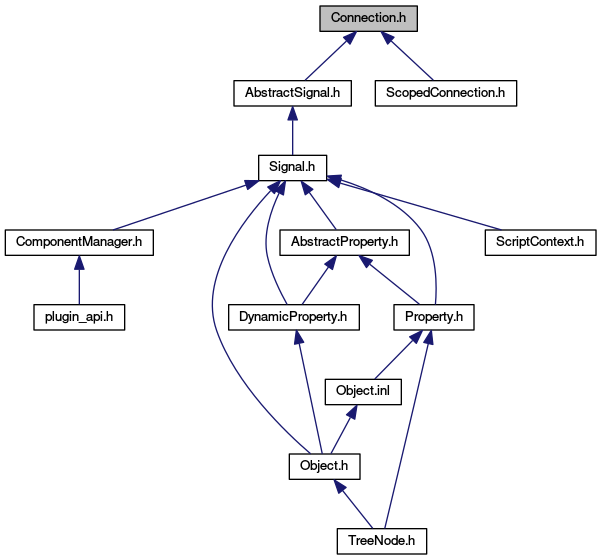 Connection.h
AbstractSignal.h
ScopedConnection.h
Signal.h
ComponentManager.h
AbstractProperty.h
ScriptContext.h
plugin_api.h
DynamicProperty.h
Property.h
Object.inl
Object.h
TreeNode.h